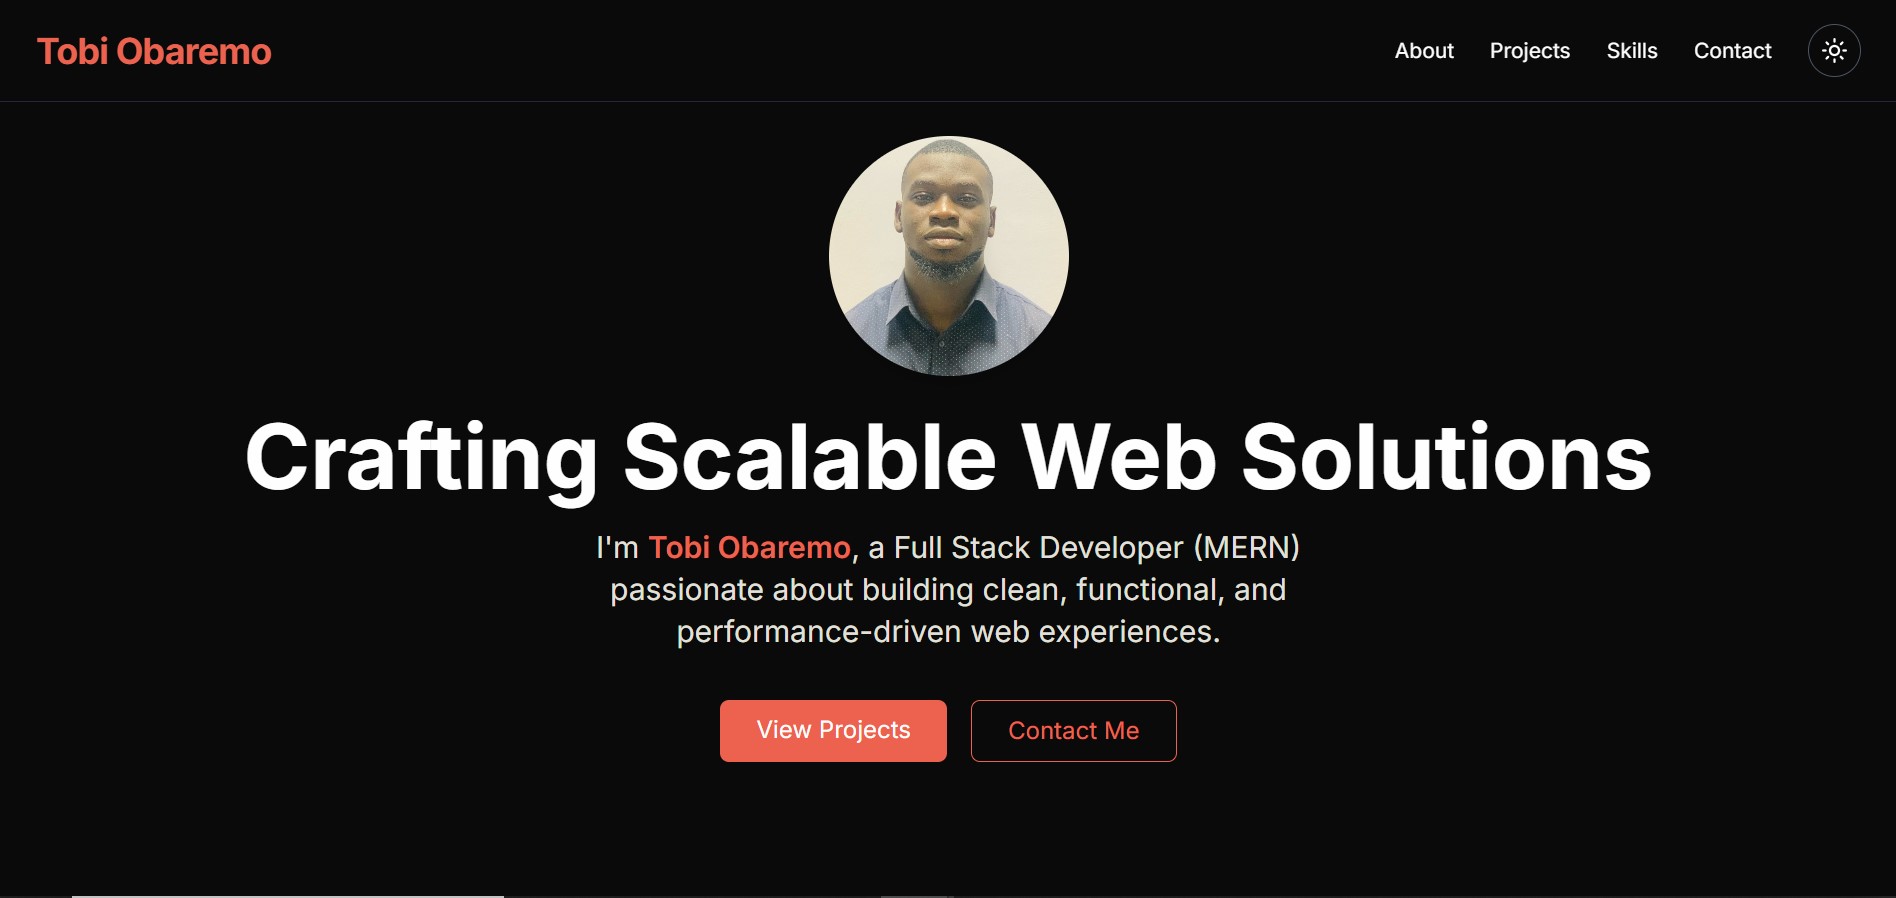 Tobi Obaremo
About
Projects
Skills
Contact
Crafting Scalable Web Solutions
I'm Tobi Obaremo, a Full Stack Developer (MERN)
passionate about building clean, functional, and
performance-driven web experiences.
View Projects
Contact Me